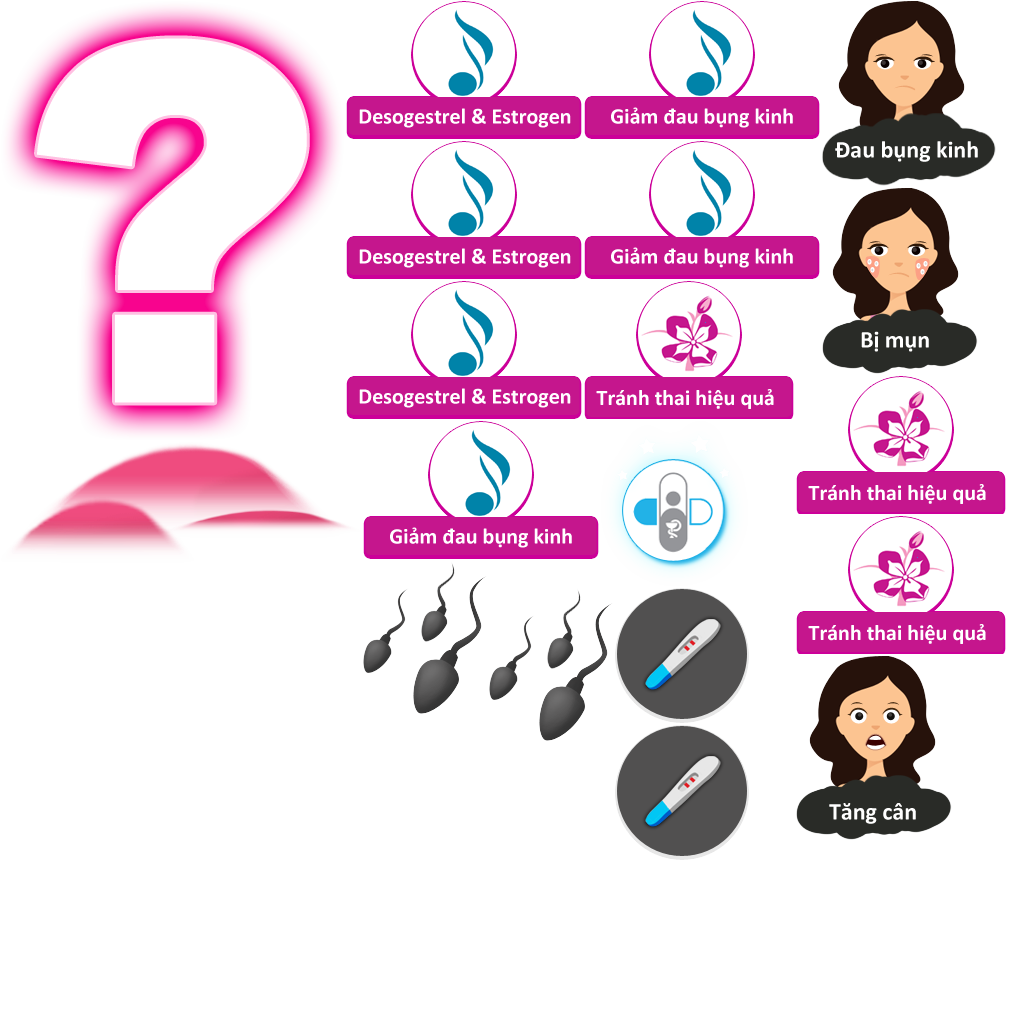 Desogestrel & Estrogen
Giảm đau bụng kinh
Đau bụng kinh
Desogestrel & Estrogen
Giảm đau bụng kinh
Bị mụn
Desogestrel & Estrogen
Tránh thai hiệu quả
Tránh thai hiệu quả
Giảm đau bụng kinh
Tránh thai hiệu quả
Tăng cân